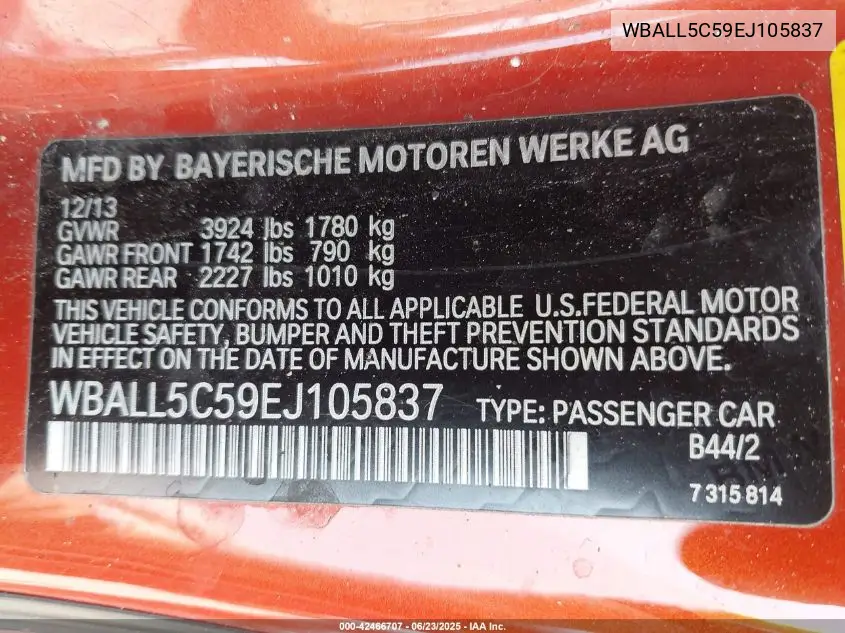 WBALL5C59EJ105837
MFD BY BAYERISCHE MOTOREN WERKE AG
12/13
GVWR 3924 lbs 1780 kg
GAWR FRONT 1742 lbs 790 kg
GAWR REAR 2227 lbs 1010 kg
THIS VEHICLE CONFORMS TO ALL APPLICABLE U.S.FEDERAL MOTOR
VEHICLE SAFETY, BUMPER AND THEFT PREVENTION STANDARDS
IN EFFECT ON THE DATE OF MANUFACTURE SHOWN ABOVE.
WBALL5C59EJ105837 TYPE: PASSENGER CAR
B44/2
BMW
7 315 814
000-42466707 - 06/23/2025 - IAA Inc.